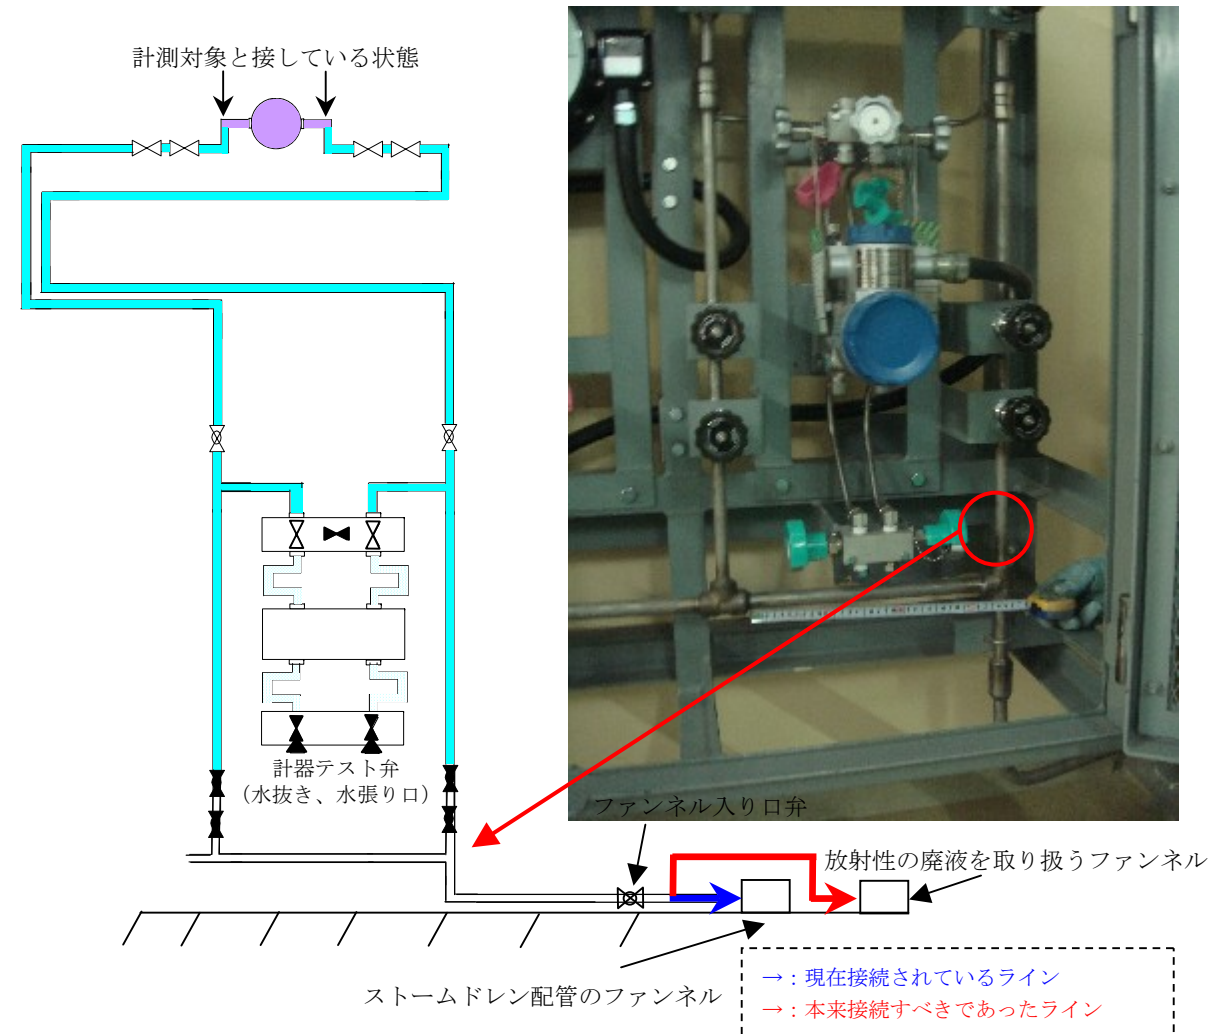 計測対象と接している状態
計器テスト弁
（水抜き、水張り口）
ファンネル入り口弁
放射性の廃液を取り扱うファンネル
ストームドレン配管のファンネル
→：現在接続されているライン
→：本来接続すべきであったライン